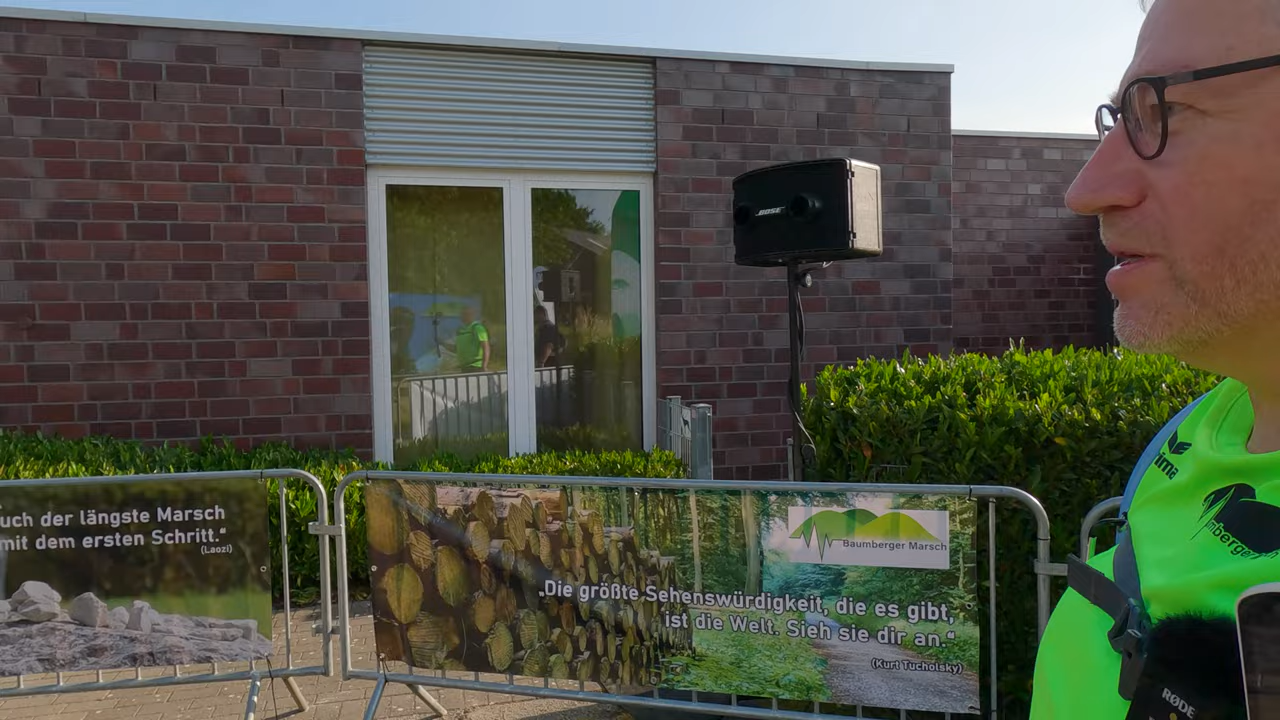 BOSE
uch der längste Marsch
mit dem ersten Schritt.“
(Laozi)
Baumberger Marsch
„Die größte Sehenswürdigkeit, die es gibt,
ist die Welt. Sieh sie dir an.“
(Kurt Tucholsky)
RØDE